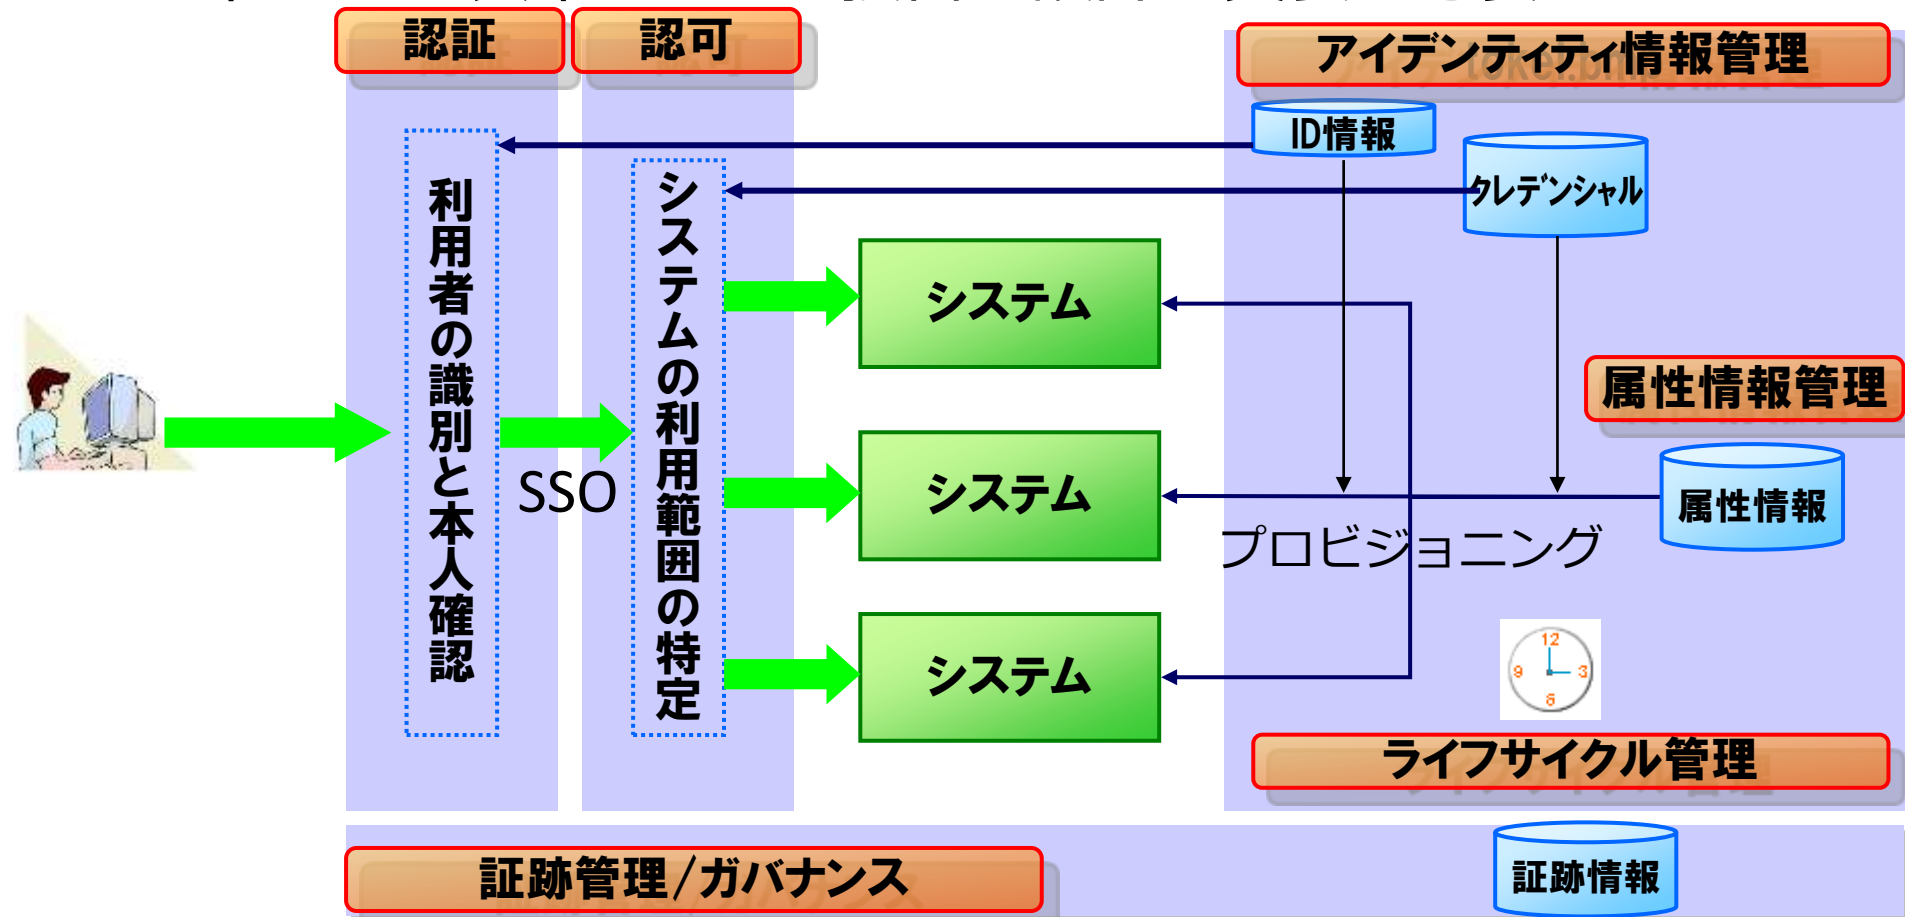 認証
認可
アイデンティティ情報管理
ID情報
クレデンシャル
利用者の識別と本人確認
システムの利用範囲の特定
システム
属性情報管理
SSO
システム
属性情報
プロビジョニング
システム
12
9
3
6
ライフサイクル管理
証跡管理/ガバナンス
証跡情報